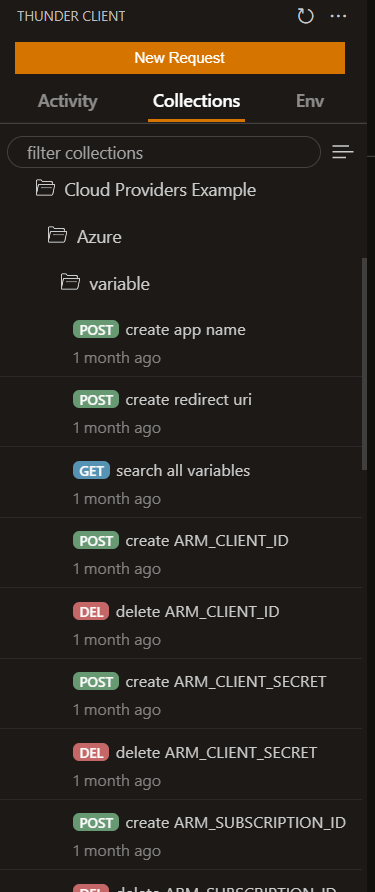 THUNDER CLIENT
New Request
Activity Collections Env
filter collections
Cloud Providers Example
Azure
variable
POST create app name
1 month ago
POST create redirect uri
1 month ago
GET search all variables
1 month ago
POST create ARM_CLIENT_ID
1 month ago
DEL delete ARM_CLIENT_ID
1 month ago
POST create ARM_CLIENT_SECRET
1 month ago
DEL delete ARM_CLIENT_SECRET
1 month ago
POST create ARM_SUBSCRIPTION_ID
1 month ago
DEL delete ARM_SUBSCRIPTION_ID